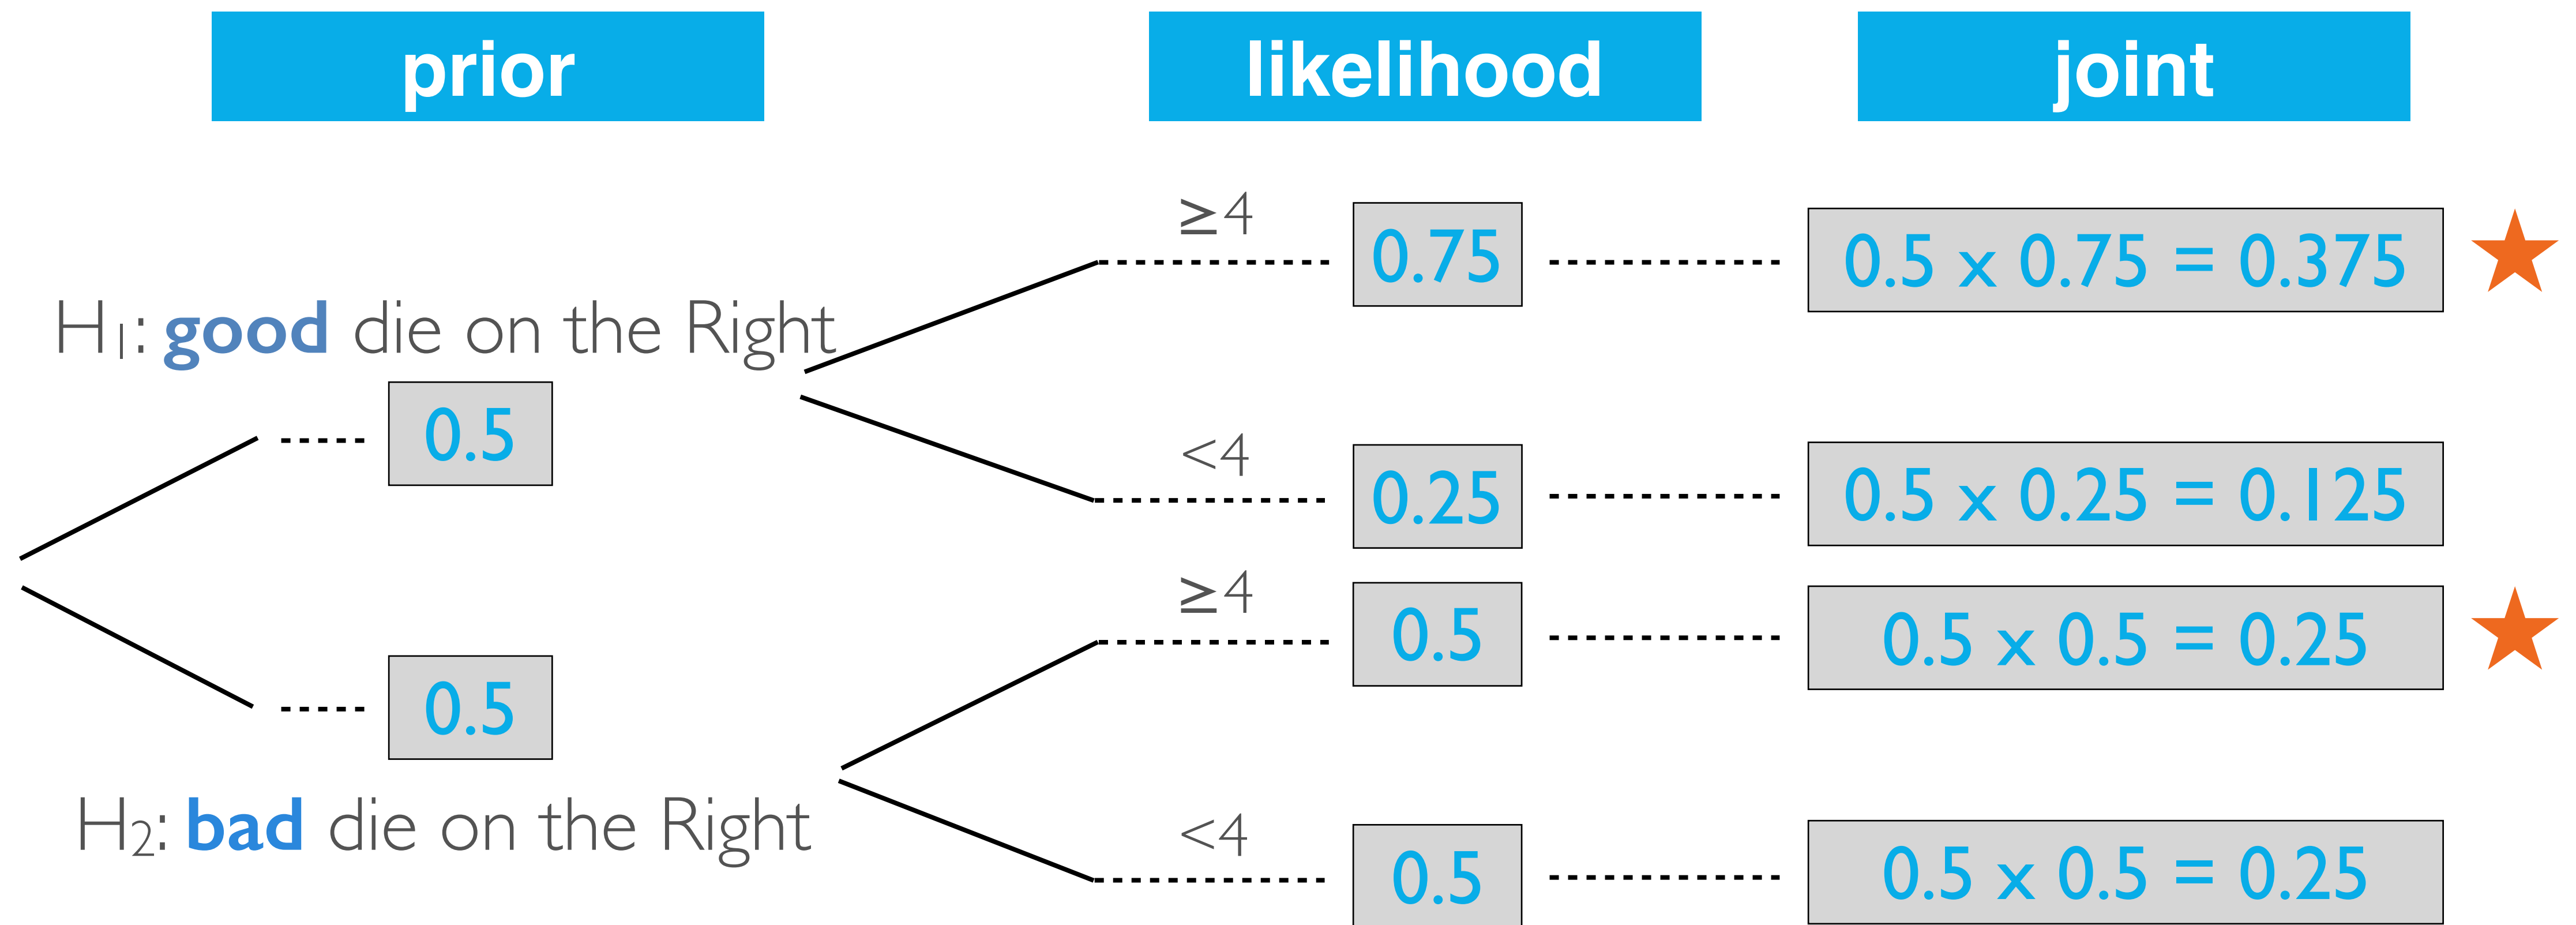 prior likelihood joint
≥4 0.75 0.5 x 0.75 = 0.375
H₁: good die on the Right
0.5
<4 0.25 0.5 x 0.25 = 0.125
≥4 0.5 0.5 x 0.5 = 0.25
0.5
H₂: bad die on the Right
<4 0.5 0.5 x 0.5 = 0.25